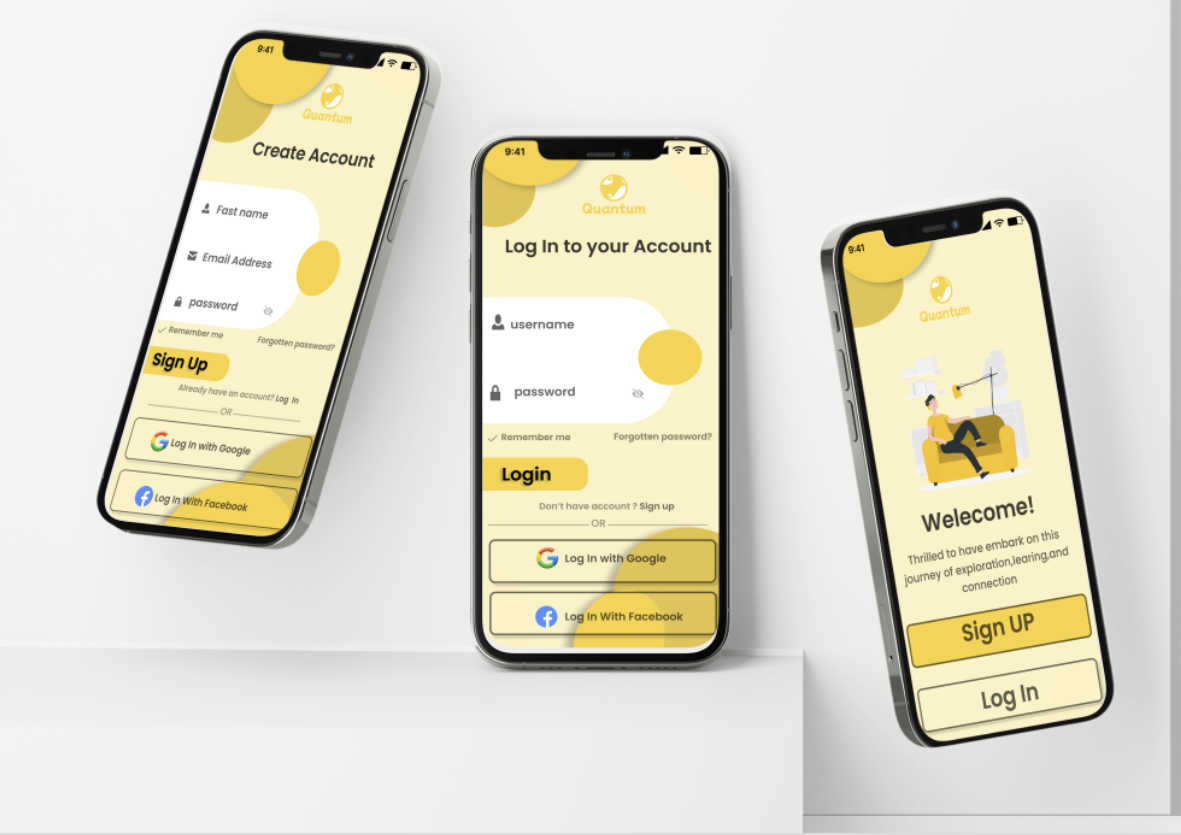 9:41
Quantum
Create Account
Fast name
Email Address
password
Remember me
Forgotten password?
Sign Up
Already have an account? Log In
OR
Log In with Google
Log In With Facebook
9:41
Quantum
Log In to your Account
username
password
Remember me
Forgotten password?
Login
Don't have account ? Sign up
OR
Log In with Google
Log In With Facebook
9:41
Quantum
Welecome!
Thrilled to have embark on this
journey of exploration,learing,and
connection
Sign UP
Log In